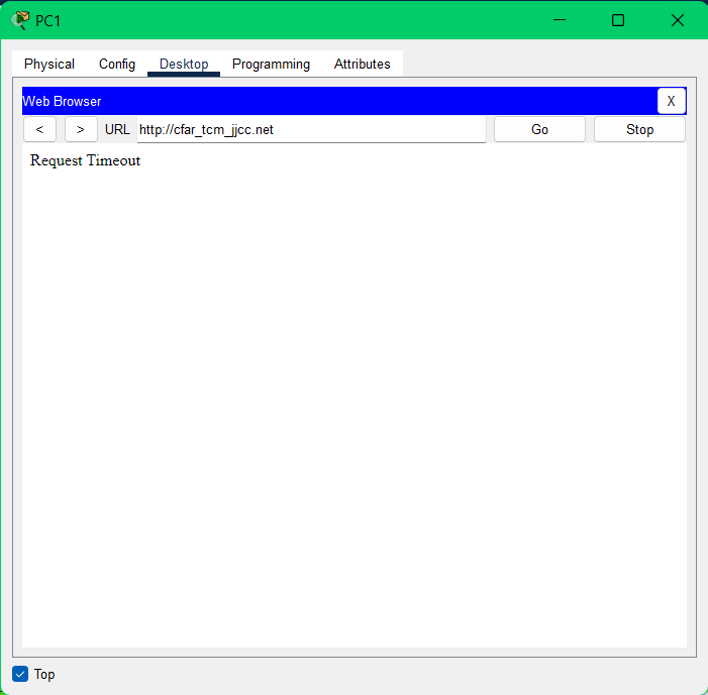 PC1
Physical Config Desktop Programming Attributes
Web Browser X
< > URL http://cfar_tcm_jjcc.net Go Stop
Request Timeout
Top